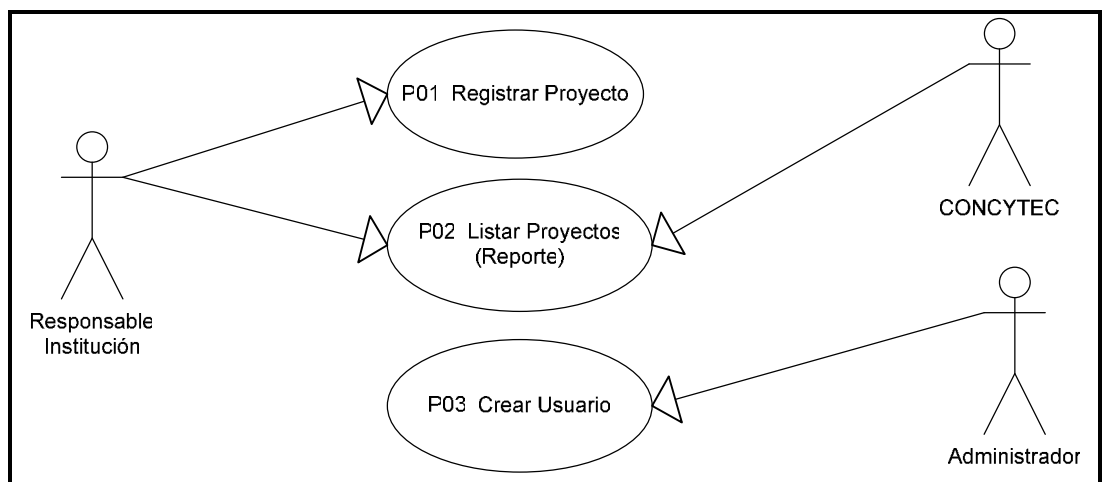 P01 Registrar Proyecto
P02 Listar Proyectos
(Reporte)
P03 Crear Usuario
Responsable
Institución
CONCYTEC
Administrador